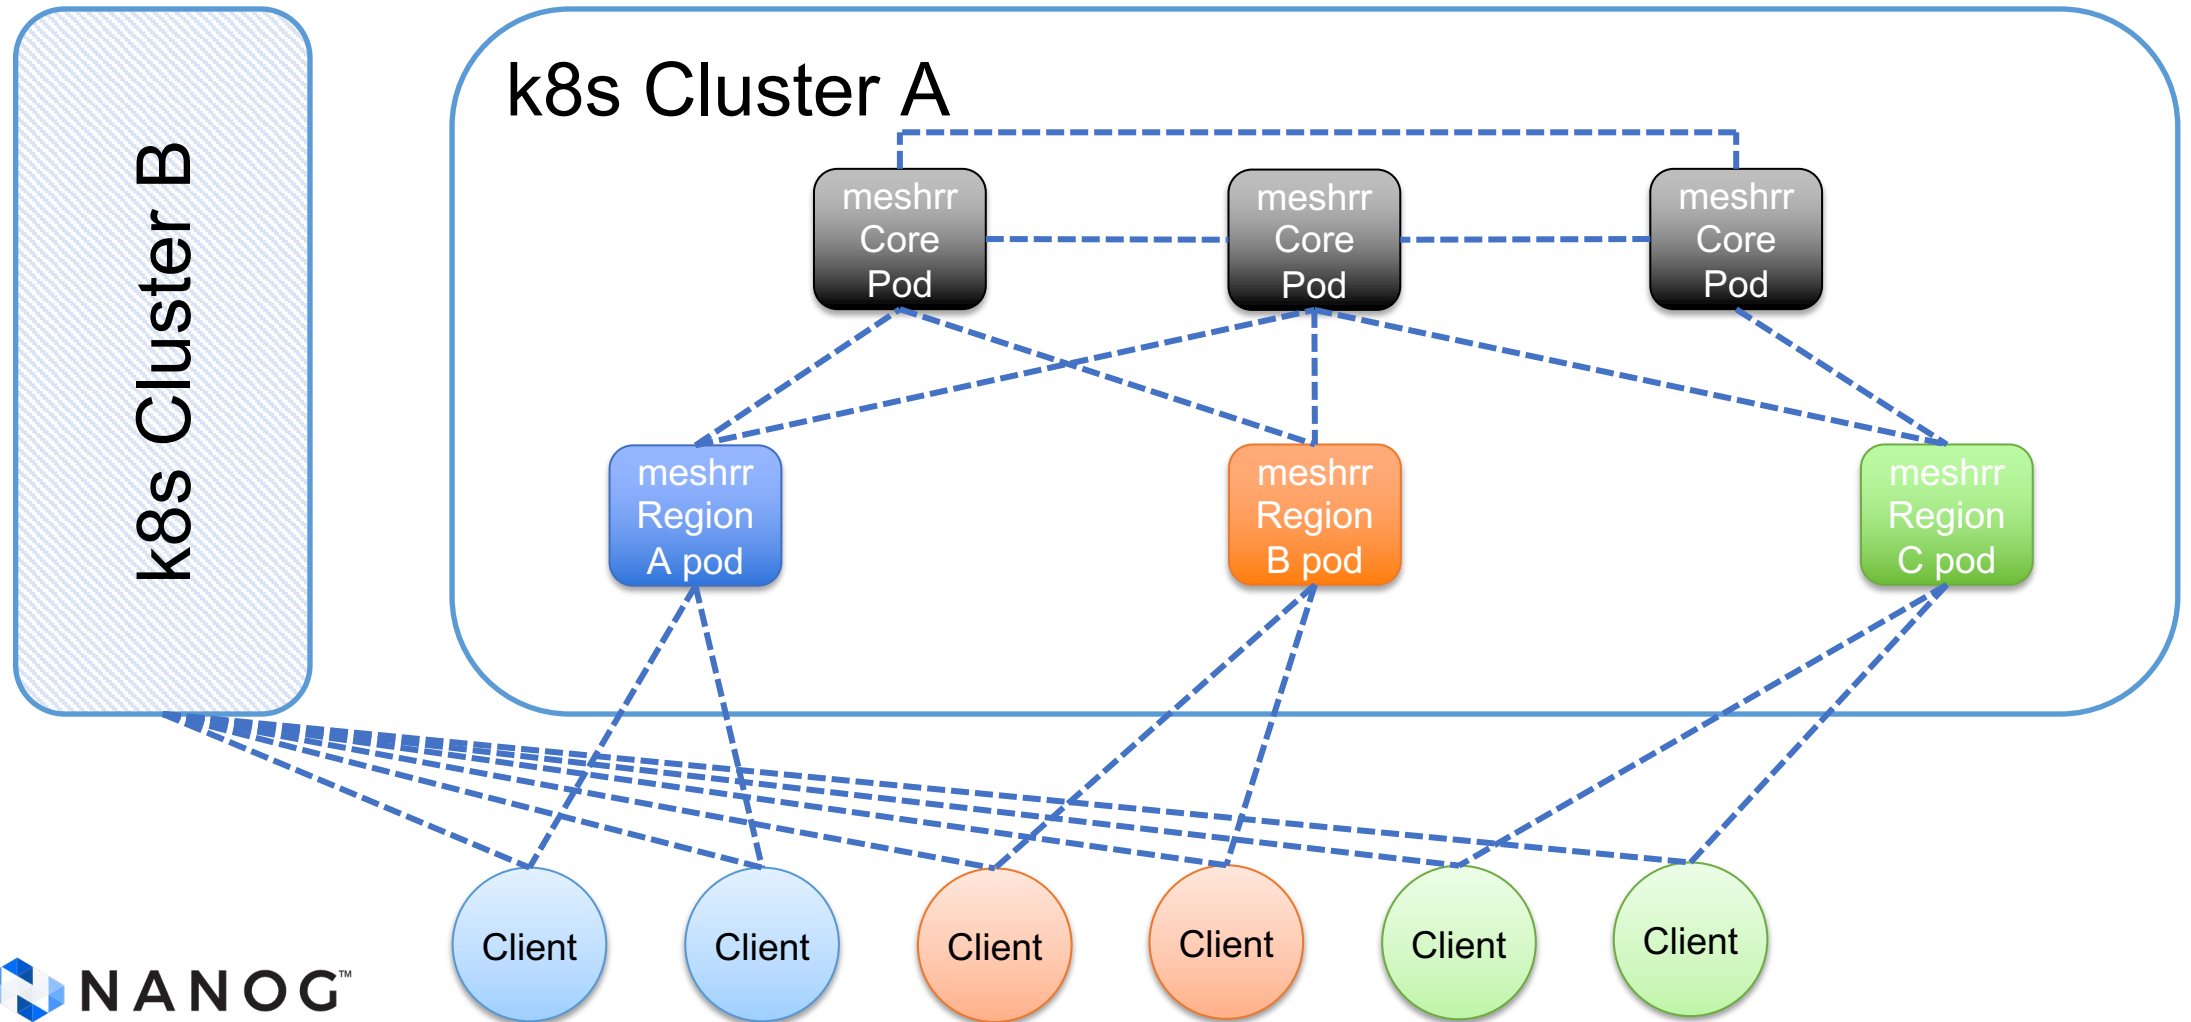 k8s Cluster B
k8s Cluster A
meshrr
Core
Pod
meshrr
Core
Pod
meshrr
Core
Pod
meshrr
Region
A pod
meshrr
Region
B pod
meshrr
Region
C pod
Client
Client
Client
Client
Client
Client
NANOG™